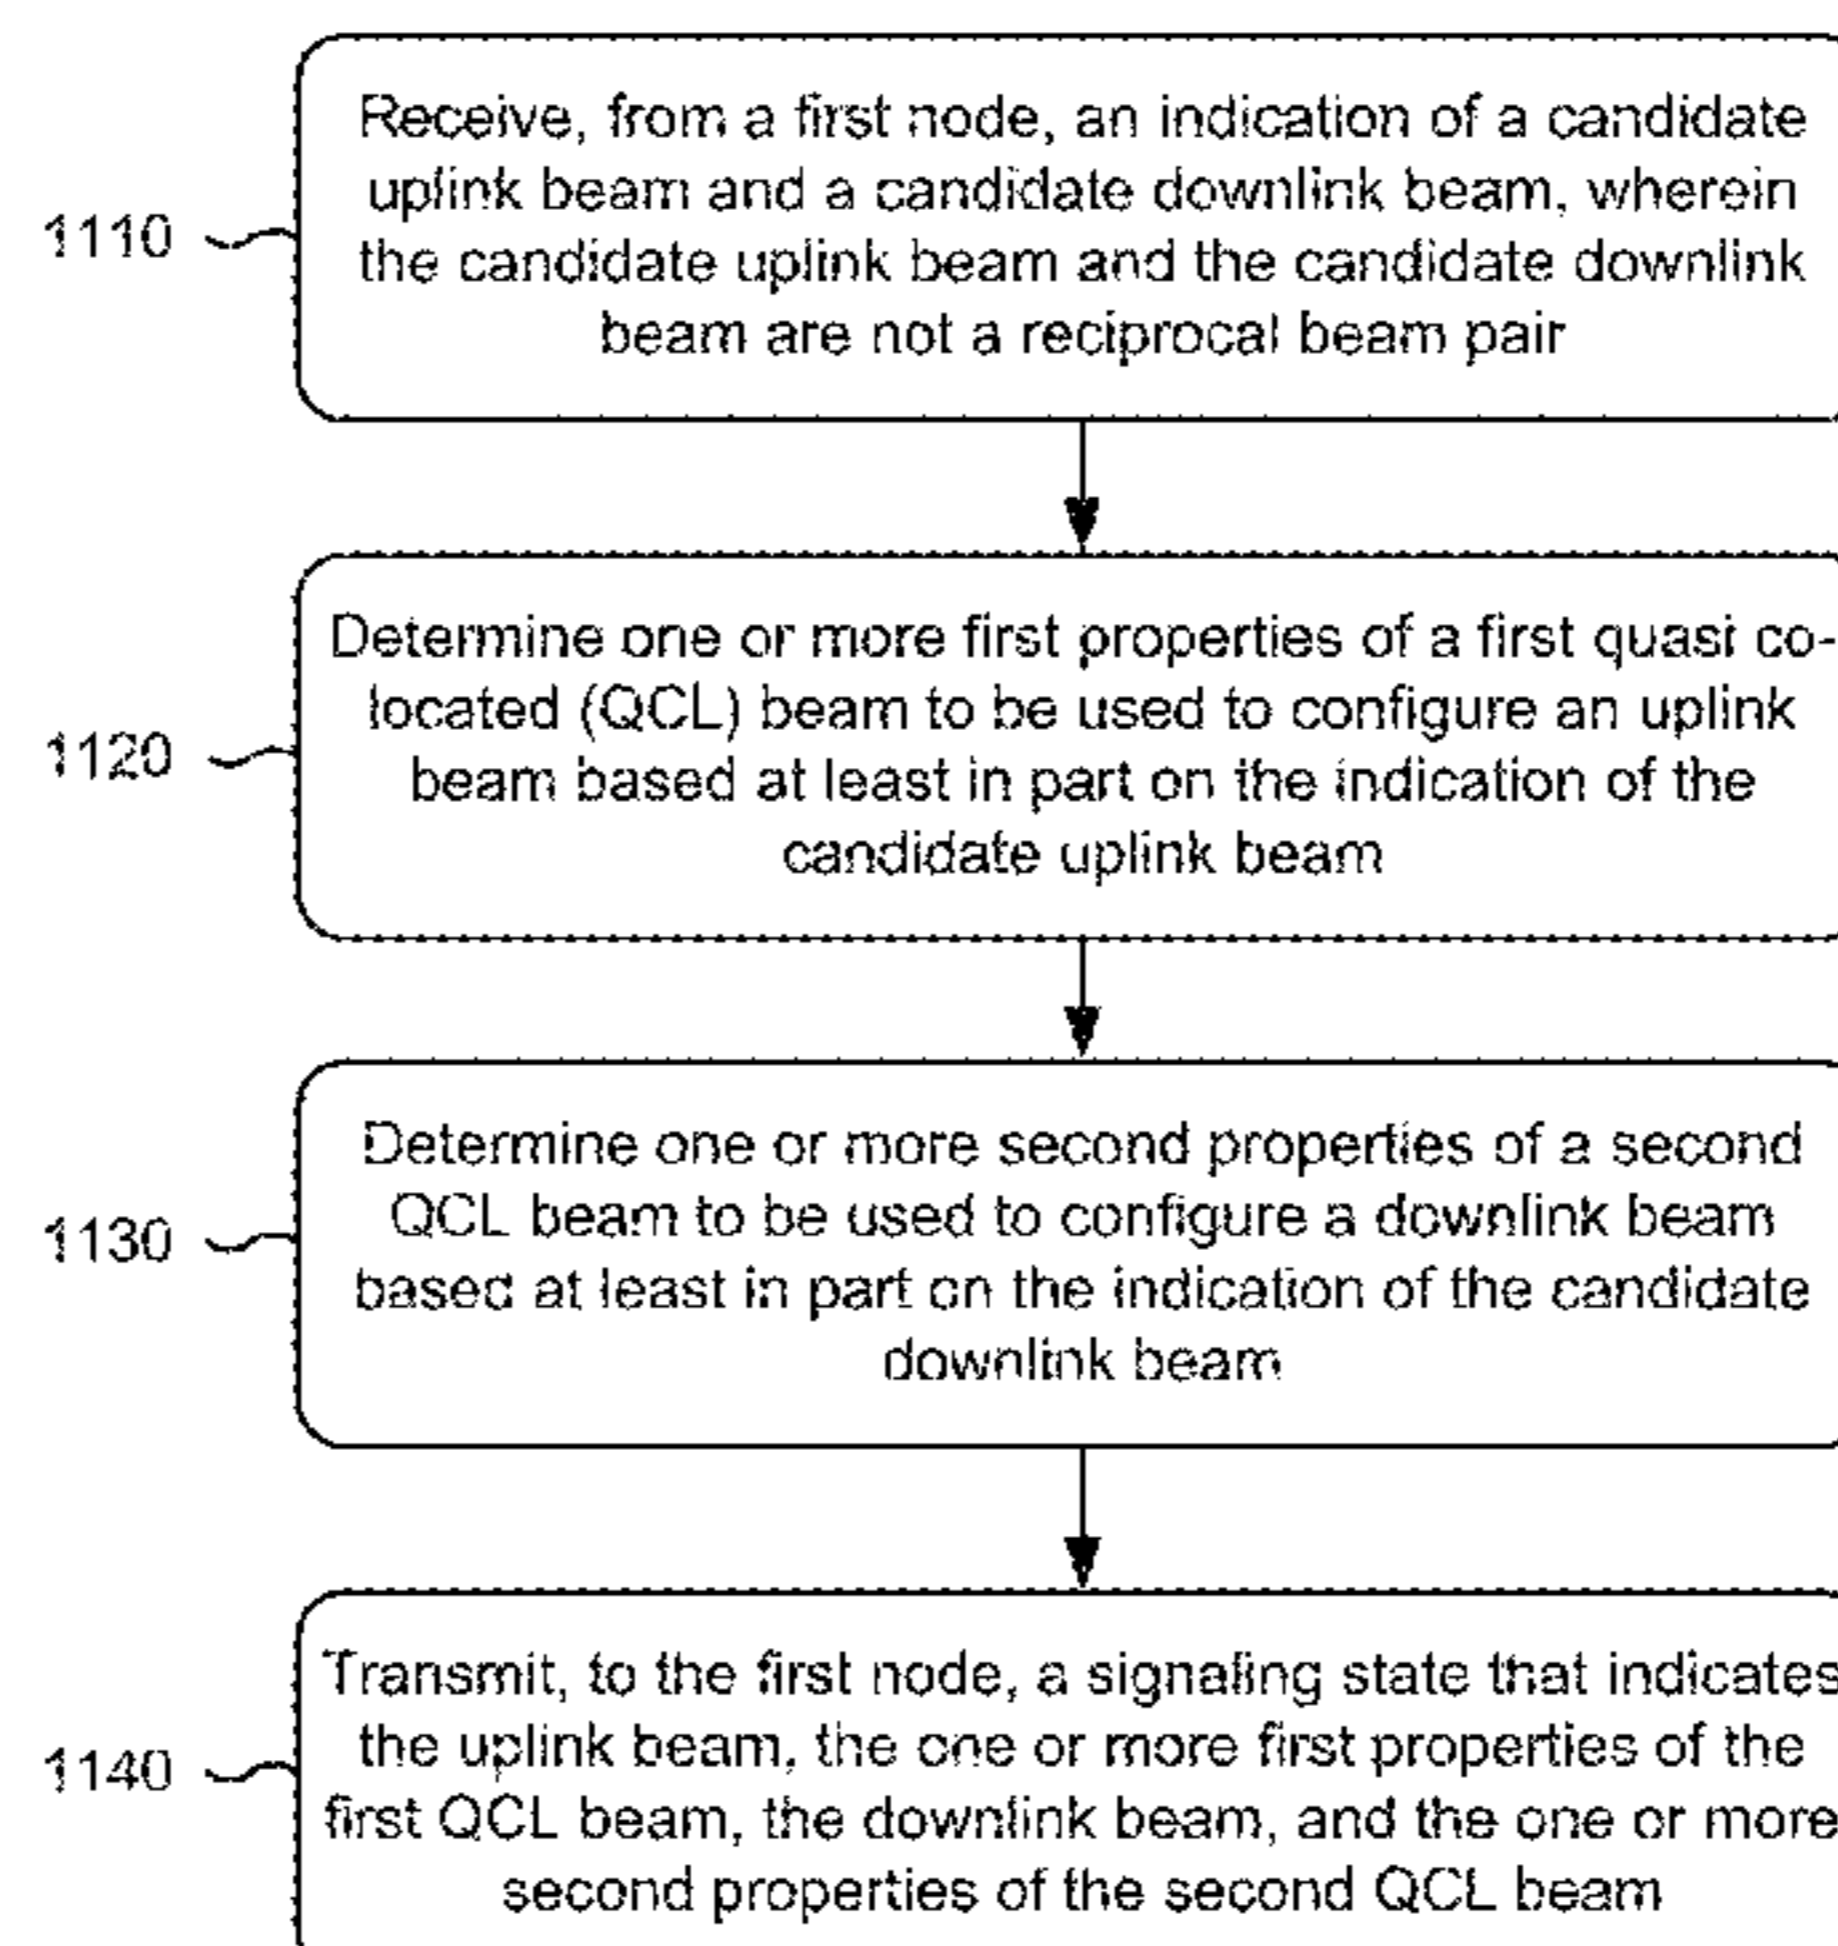 Receive, from a first node, an indication of a candidate
uplink beam and a candidate downlink beam, wherein
the candidate uplink beam and the candidate downlink
beam are not a reciprocal beam pair
1110
Determine one or more first properties of a first quasi co-
located (QCL) beam to be used to configure an uplink
beam based at least in part on the indication of the
candidate uplink beam
1120
Determine one or more second properties of a second
QCL beam to be used to configure a downlink beam
based at least in part on the indication of the candidate
downlink beam
1130
Transmit, to the first node, a signaling state that indicates
the uplink beam, the one or more first properties of the
first QCL beam, the downlink beam, and the one or more
second properties of the second QCL beam
1140